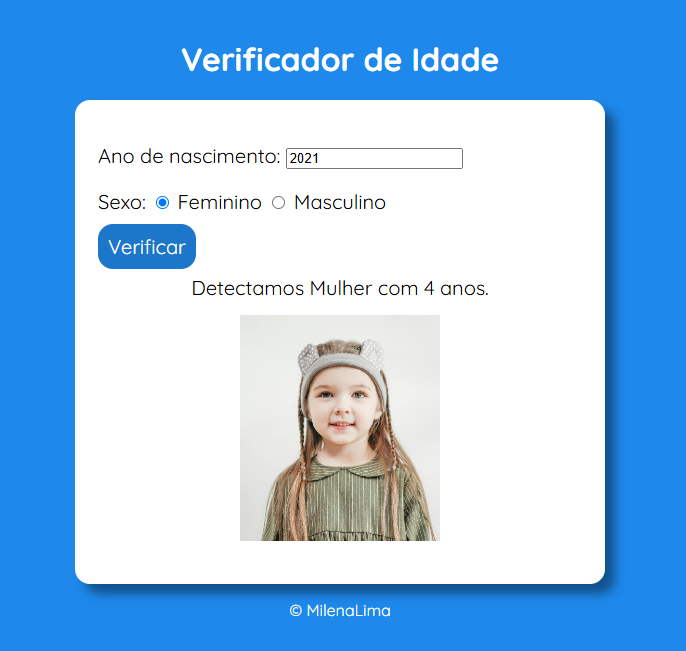 Verificador de Idade
Ano de nascimento: 2021
Sexo: Feminino Masculino
Verificar
Detectamos Mulher com 4 anos.
© MilenaLima